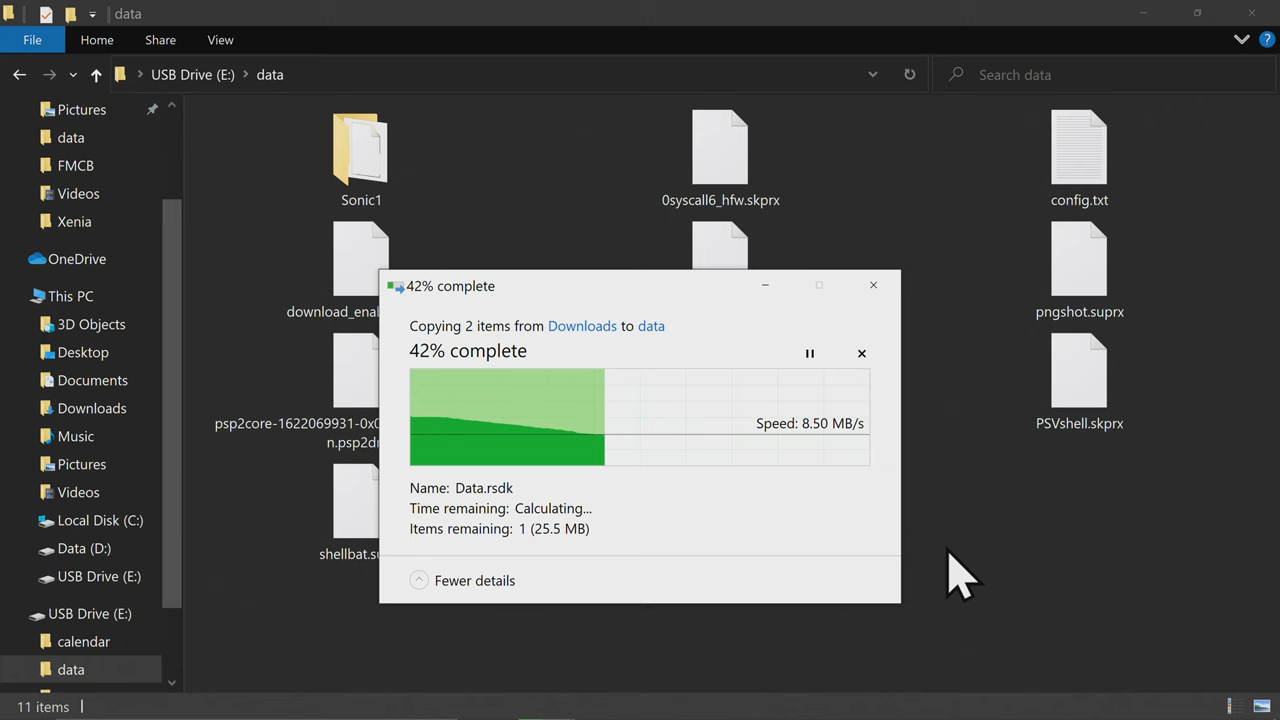 data
File
Home
Share
View
USB Drive (E:)
data
Search data
Pictures
data
FMCB
Videos
Xenia
OneDrive
This PC
3D Objects
Desktop
Documents
Downloads
Music
Pictures
Videos
Local Disk (C:)
Data (D:)
USB Drive (E:)
USB Drive (E:)
calendar
data
Sonic1
0syscall6_hfw.skprx
config.txt
download_ena
pngshot.suprx
psp2core-1622069931-0x0
n.psp2d
PSVshell.skprx
shellbat.su
42% complete
Copying 2 items from Downloads to data
42% complete
Speed: 8.50 MB/s
Name: Data.rsdk
Time remaining: Calculating...
Items remaining: 1 (25.5 MB)
Fewer details
11 items